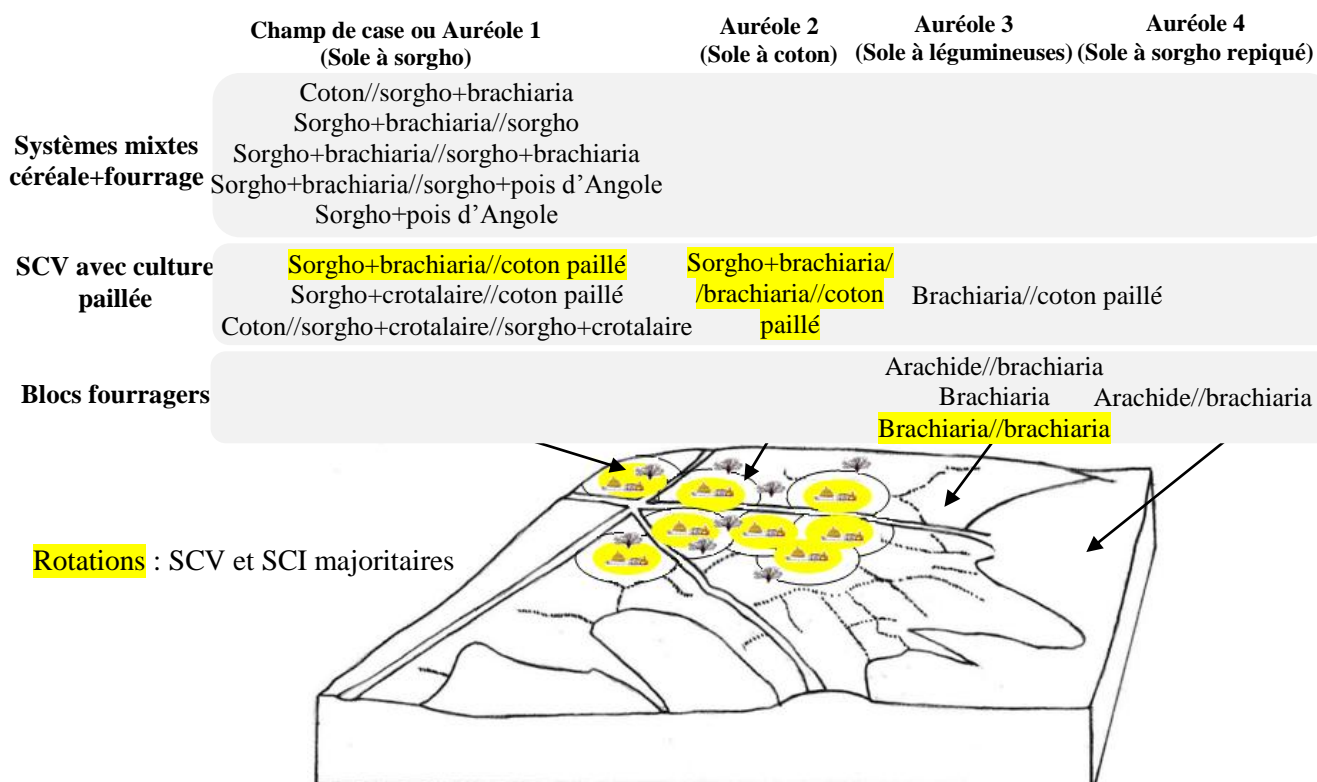 Champ de case ou Auréole 1
(Sole à sorgho)
Auréole 2
(Sole à coton)
Auréole 3
(Sole à légumineuses)
Auréole 4
(Sole à sorgho repiqué)
Systèmes mixtes
céréale+fourrage
Coton//sorgho+brachiaria
Sorgho+brachiaria//sorgho
Sorgho+brachiaria//sorgho+brachiaria
Sorgho+brachiaria//sorgho+pois d’Angole
Sorgho+pois d’Angole
SCV avec culture
paillée
Sorgho+brachiaria//coton paillé
Sorgho+crotalaire//coton paillé
Coton//sorgho+crotalaire//sorgho+crotalaire
Sorgho+brachiaria/
/brachiaria//coton
paillé
Brachiaria//coton paillé
Blocs fourragers
Arachide//brachiaria
Brachiaria
Brachiaria//brachiaria
Arachide//brachiaria
Rotations : SCV et SCI majoritaires